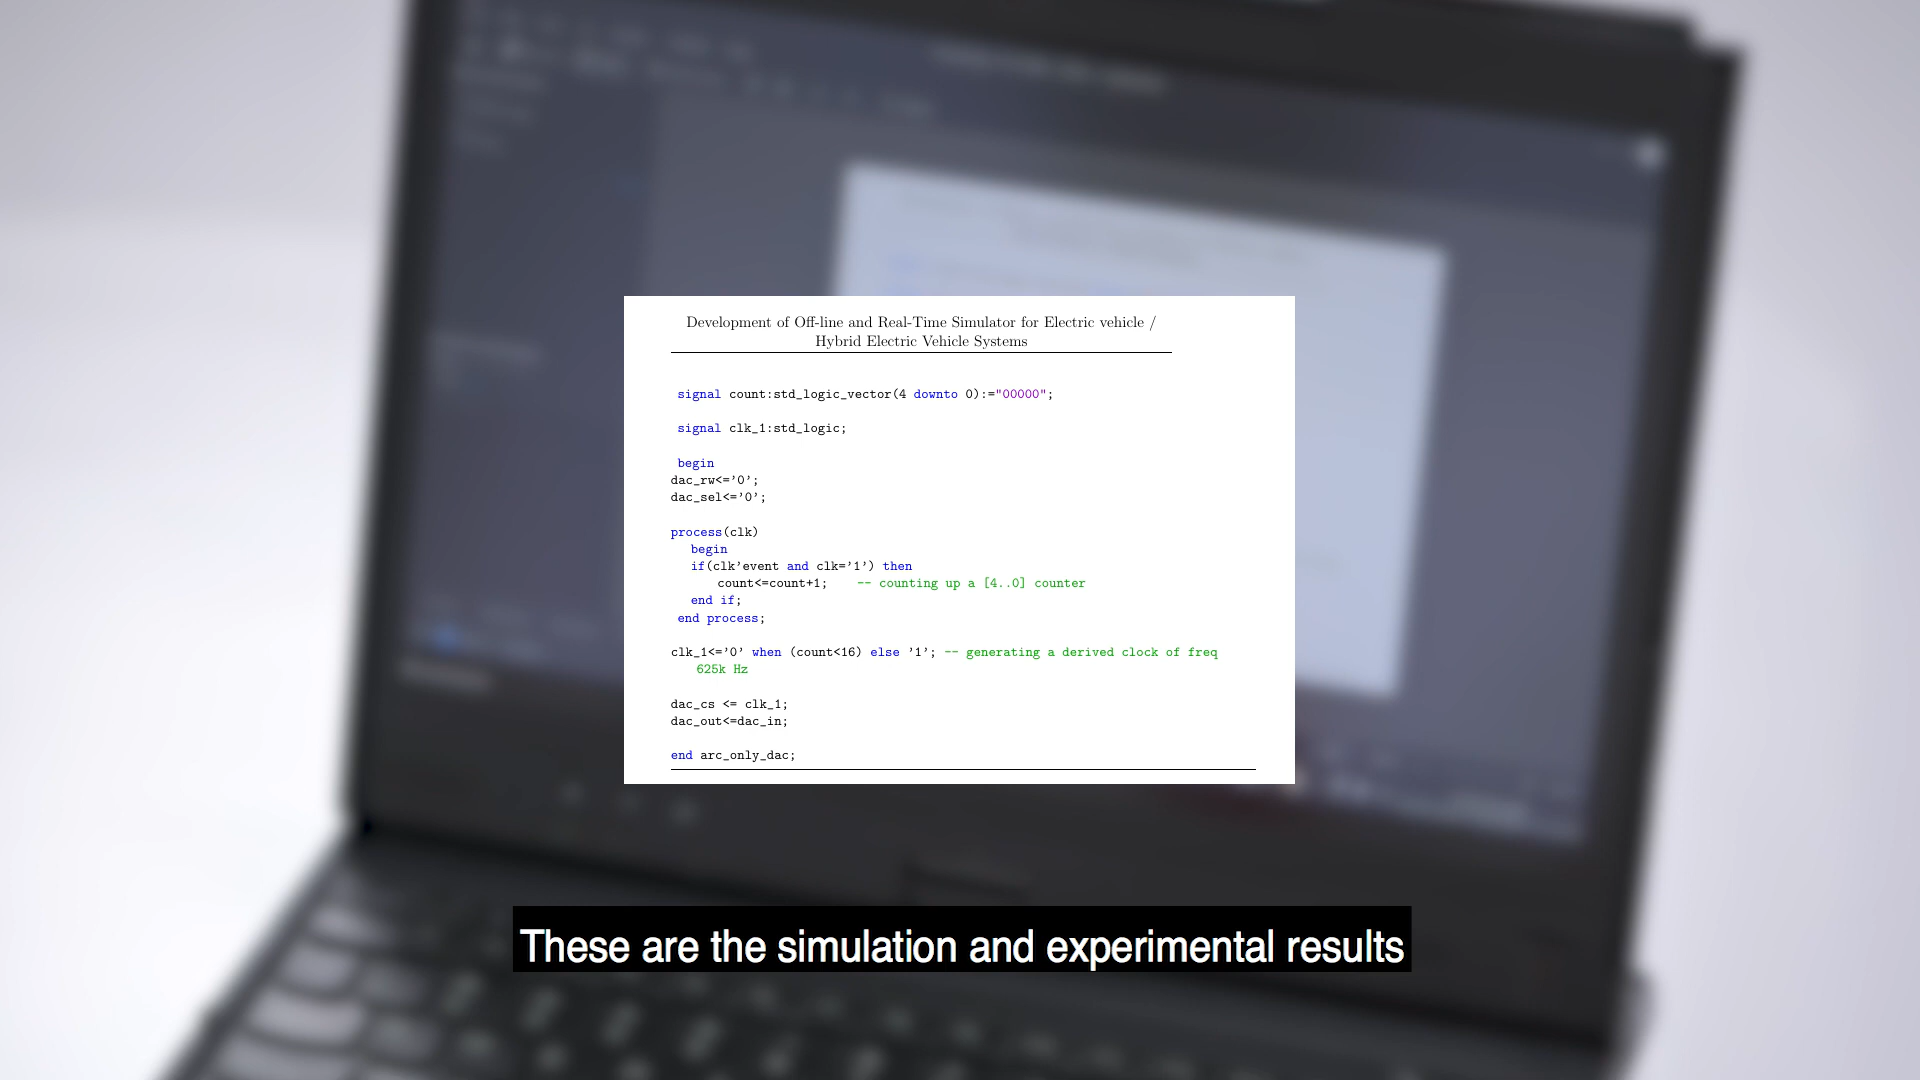 Development of Off-line and Real-Time Simulator for Electric vehicle /
Hybrid Electric Vehicle Systems
signal count:std_logic_vector(4 downto 0):="00000";
signal clk_1:std_logic;
begin
dac_rw<='0';
dac_sel<='0';
process(clk)
begin
if(clk'event and clk='1') then
count<=count+1; -- counting up a [4..0] counter
end if;
end process;
clk_1<='0' when (count<16) else '1'; -- generating a derived clock of freq
625k Hz
dac_cs <= clk_1;
dac_out<=dac_in;
end arc_only_dac;
These are the simulation and experimental results